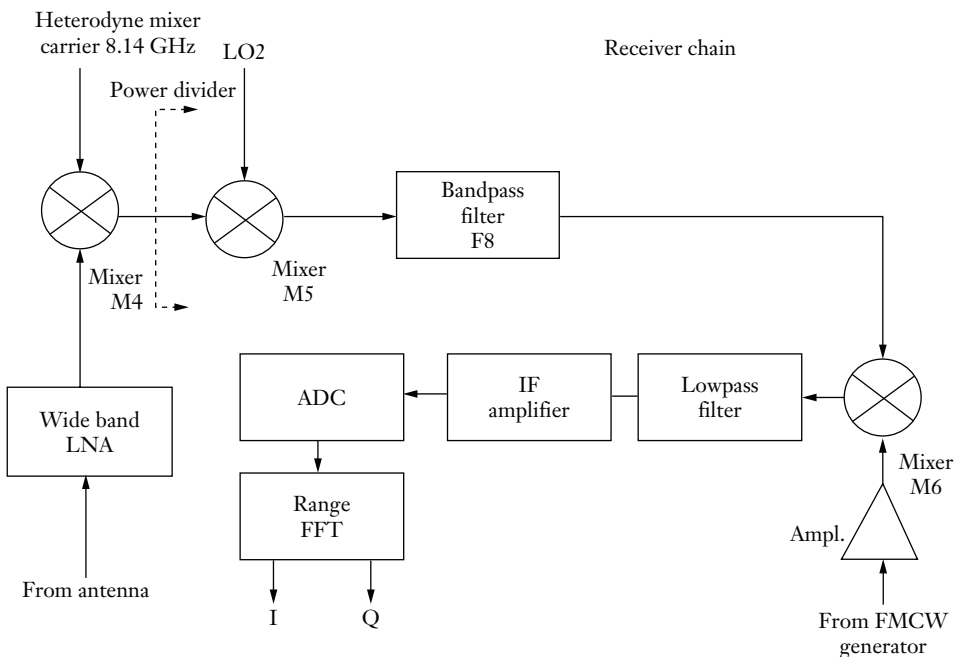 Heterodyne mixer
carrier 8.14 GHz
LO2
Receiver chain
Power divider
Bandpass
filter
F8
Mixer
M4
Mixer
M5
Wide band
LNA
ADC
IF
amplifier
Lowpass
filter
Mixer
M6
Range
FFT
Ampl.
From antenna
I
Q
From FMCW
generator